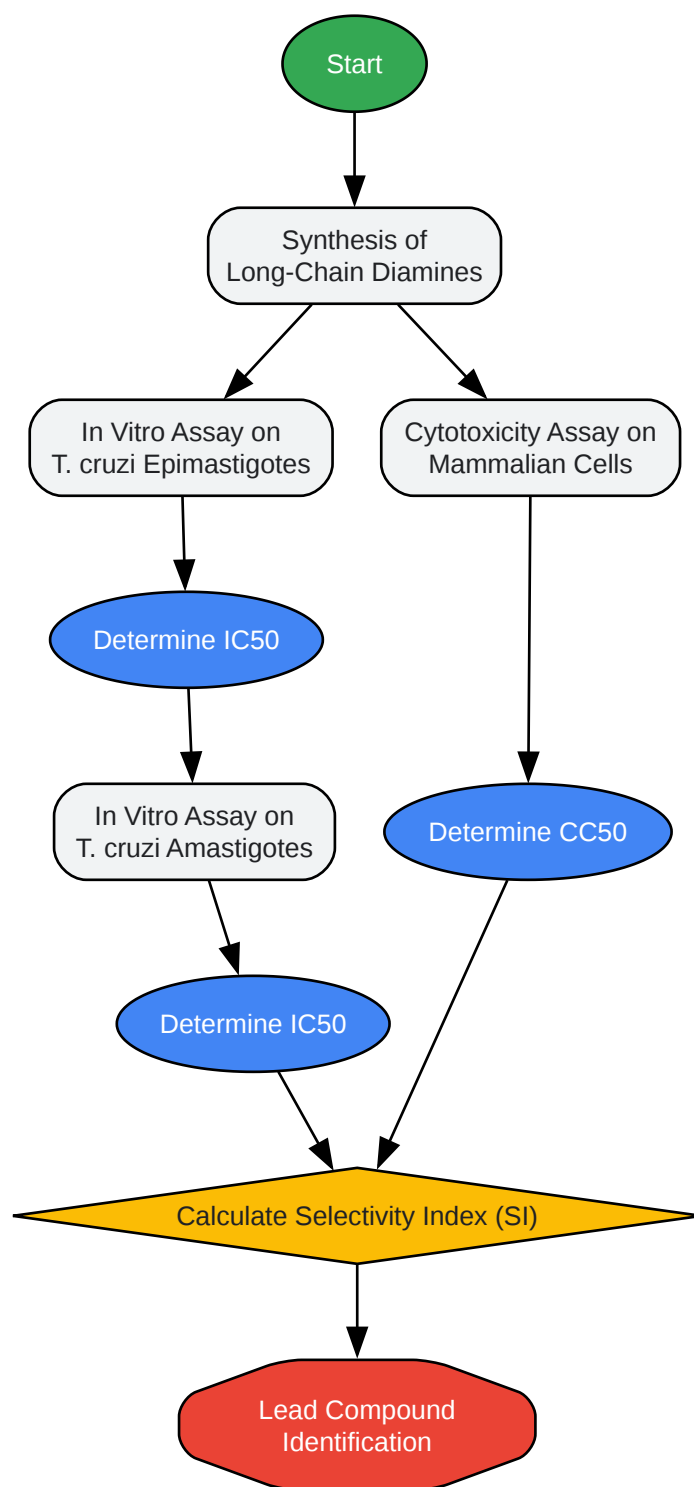 Start
Synthesis of
Long-Chain Diamines
In Vitro Assay on
T. cruzi Epimastigotes
Cytotoxicity Assay on
Mammalian Cells
Determine IC50
In Vitro Assay on
T. cruzi Amastigotes
Determine CC50
Determine IC50
Calculate Selectivity Index (SI)
Lead Compound
Identification